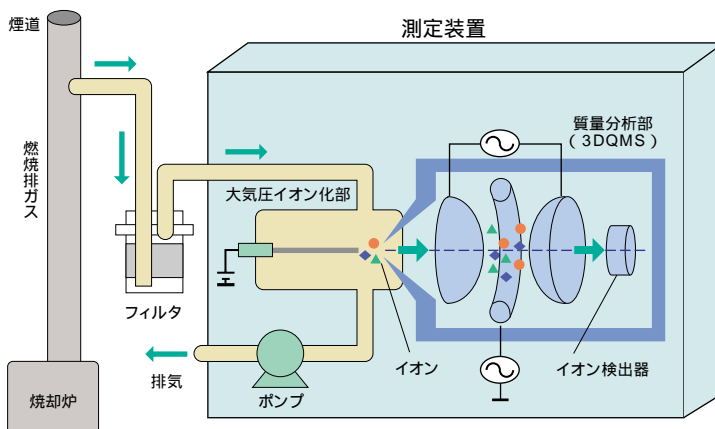 煙道
測定装置
質量分析部
(3DQMS)
燃焼排ガス
大気圧イオン化部
フィルタ
イオン
イオン検出器
排気
ポンプ
焼却炉